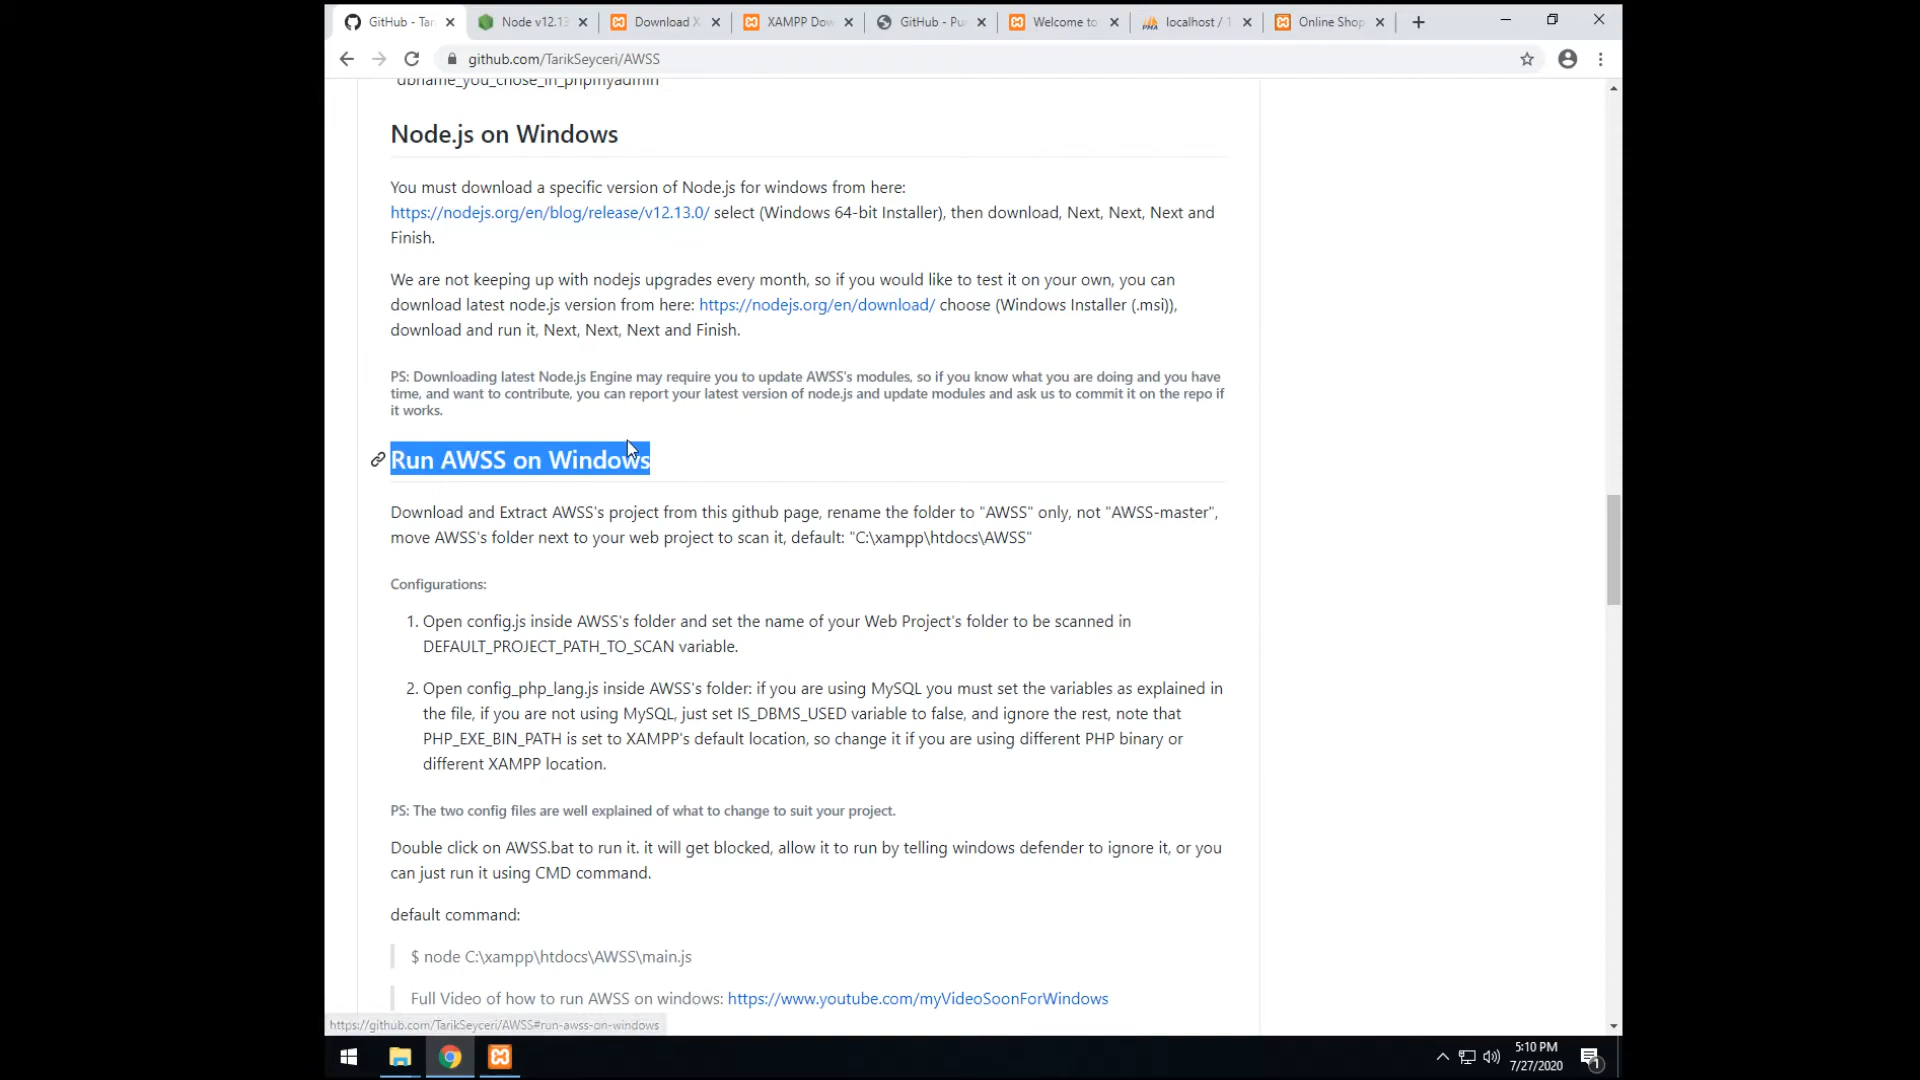 GitHub - Tar
Node v12.13
Download X
XAMPP Dow
GitHub - Pu
Welcome to
localhost / 1
Online Shop
github.com/TarikSeyceri/AWSS
dbname_you_chose_in_phpmyadmin
Node.js on Windows
You must download a specific version of Node.js for windows from here:
https://nodejs.org/en/blog/release/v12.13.0/ select (Windows 64-bit Installer), then download, Next, Next, Next and
Finish.
We are not keeping up with nodejs upgrades every month, so if you would like to test it on your own, you can
download latest node.js version from here: https://nodejs.org/en/download/ choose (Windows Installer (.msi)),
download and run it, Next, Next, Next and Finish.
PS: Downloading latest Node.js Engine may require you to update AWSS's modules, so if you know what you are doing and you have
time, and want to contribute, you can report your latest version of node.js and update modules and ask us to commit it on the repo if
it works.
Run AWSS on Windows
Download and Extract AWSS's project from this github page, rename the folder to "AWSS" only, not "AWSS-master",
move AWSS's folder next to your web project to scan it, default: "C:\xampp\htdocs\AWSS"
Configurations:
1. Open config.js inside AWSS's folder and set the name of your Web Project's folder to be scanned in
DEFAULT_PROJECT_PATH_TO_SCAN variable.
2. Open config_php_lang.js inside AWSS's folder: if you are using MySQL you must set the variables as explained in
the file, if you are not using MySQL, just set IS_DBMS_USED variable to false, and ignore the rest, note that
PHP_EXE_BIN_PATH is set to XAMPP's default location, so change it if you are using different PHP binary or
different XAMPP location.
PS: The two config files are well explained of what to change to suit your project.
Double click on AWSS.bat to run it. it will get blocked, allow it to run by telling windows defender to ignore it, or you
can just run it using CMD command.
default command:
$ node C:\xampp\htdocs\AWSS\main.js
Full Video of how to run AWSS on windows: https://www.youtube.com/myVideoSoonForWindows
https://github.com/TarikSeyceri/AWSS#run-awss-on-windows
5:10 PM
7/27/2020
1